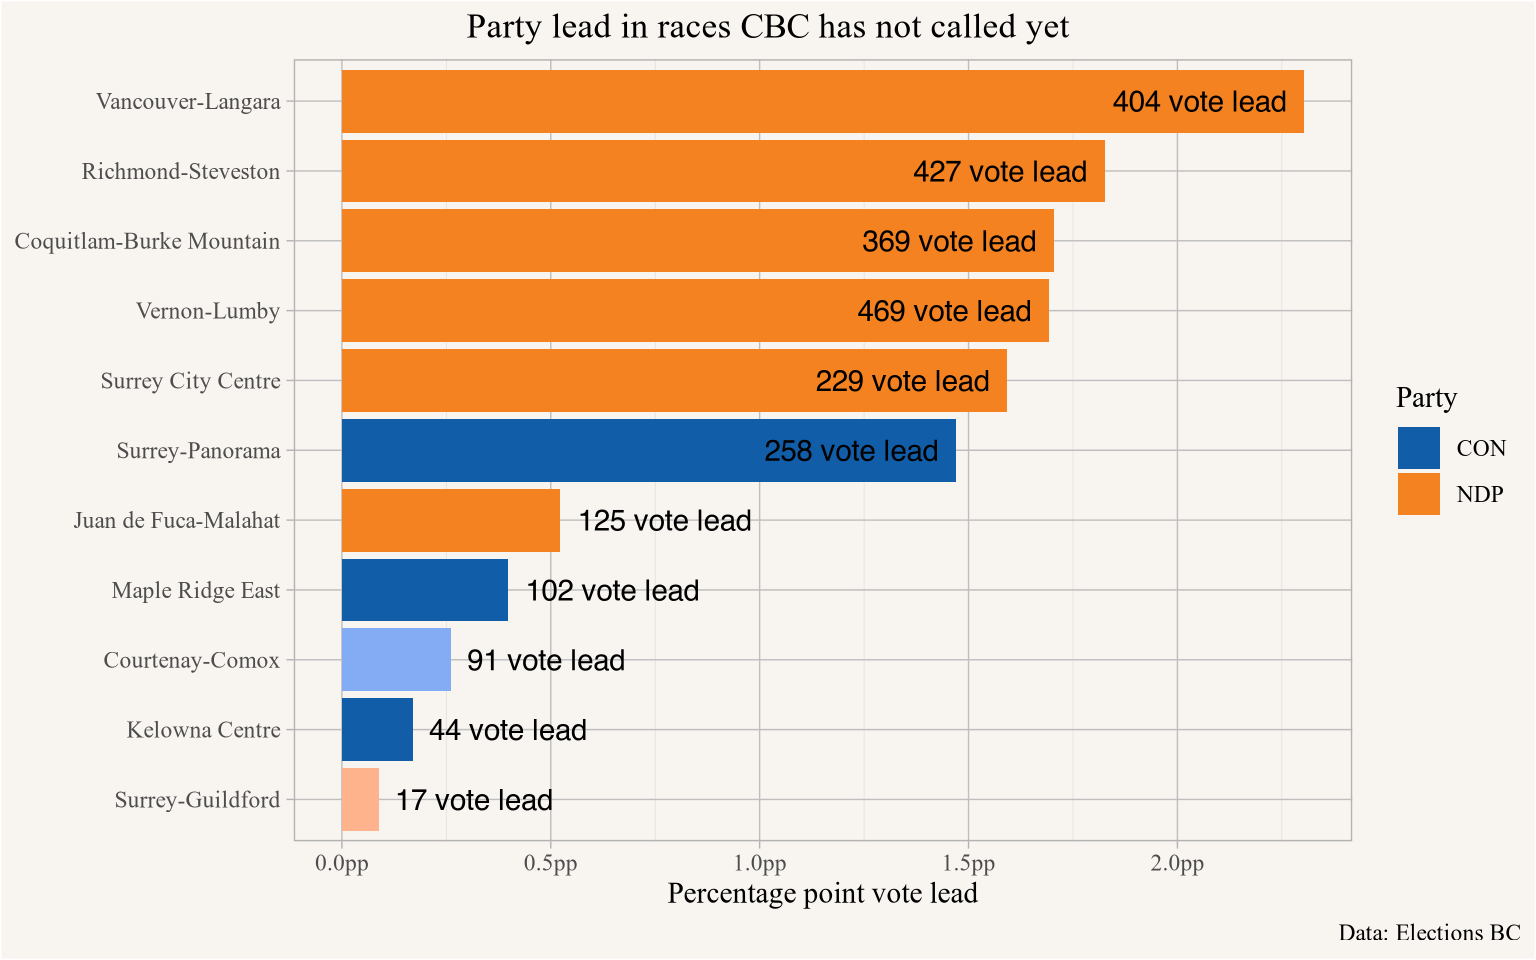 Party lead in races CBC has not called yet
Vancouver-Langara 404 vote lead
Richmond-Steveston 427 vote lead
Coquitlam-Burke Mountain 369 vote lead
Vernon-Lumby 469 vote lead
Surrey City Centre 229 vote lead
Surrey-Panorama 258 vote lead
Juan de Fuca-Malahat 125 vote lead
Maple Ridge East 102 vote lead
Courtenay-Comox 91 vote lead
Kelowna Centre 44 vote lead
Surrey-Guildford 17 vote lead
0.0pp 0.5pp 1.0pp 1.5pp 2.0pp
Percentage point vote lead
Party
CON
NDP
Data: Elections BC